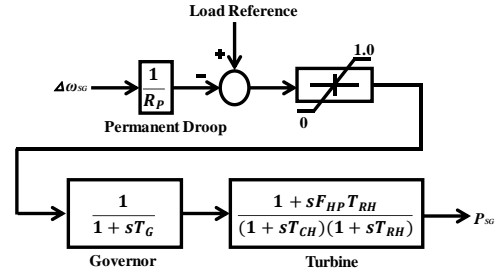 Load Reference
+
1.0
Δω_SG
1/R_P
−
0
Permanent Droop
1/(1 + sT_G)
(1 + sF_HP T_RH)/((1 + sT_CH)(1 + sT_RH))
P_SG
Governor
Turbine